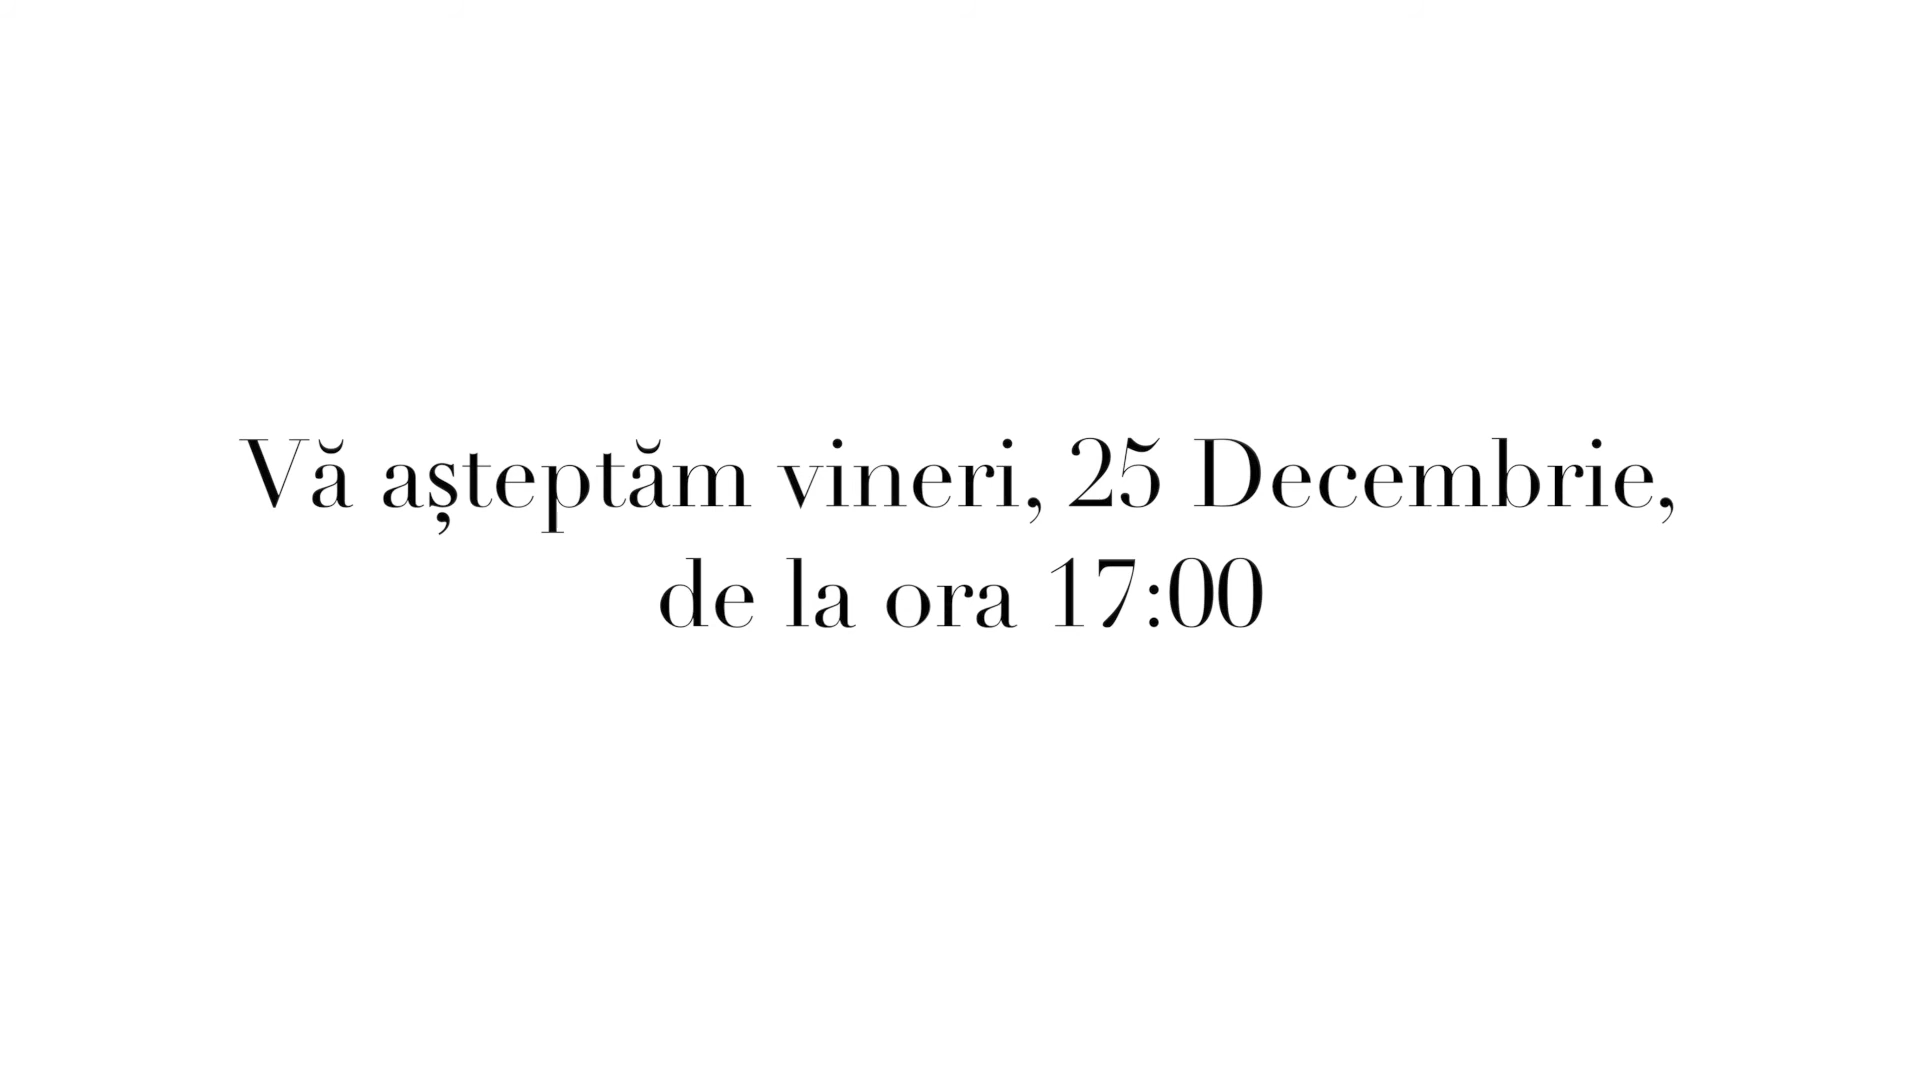 Vă așteptăm vineri, 25 Decembrie,
de la ora 17:00